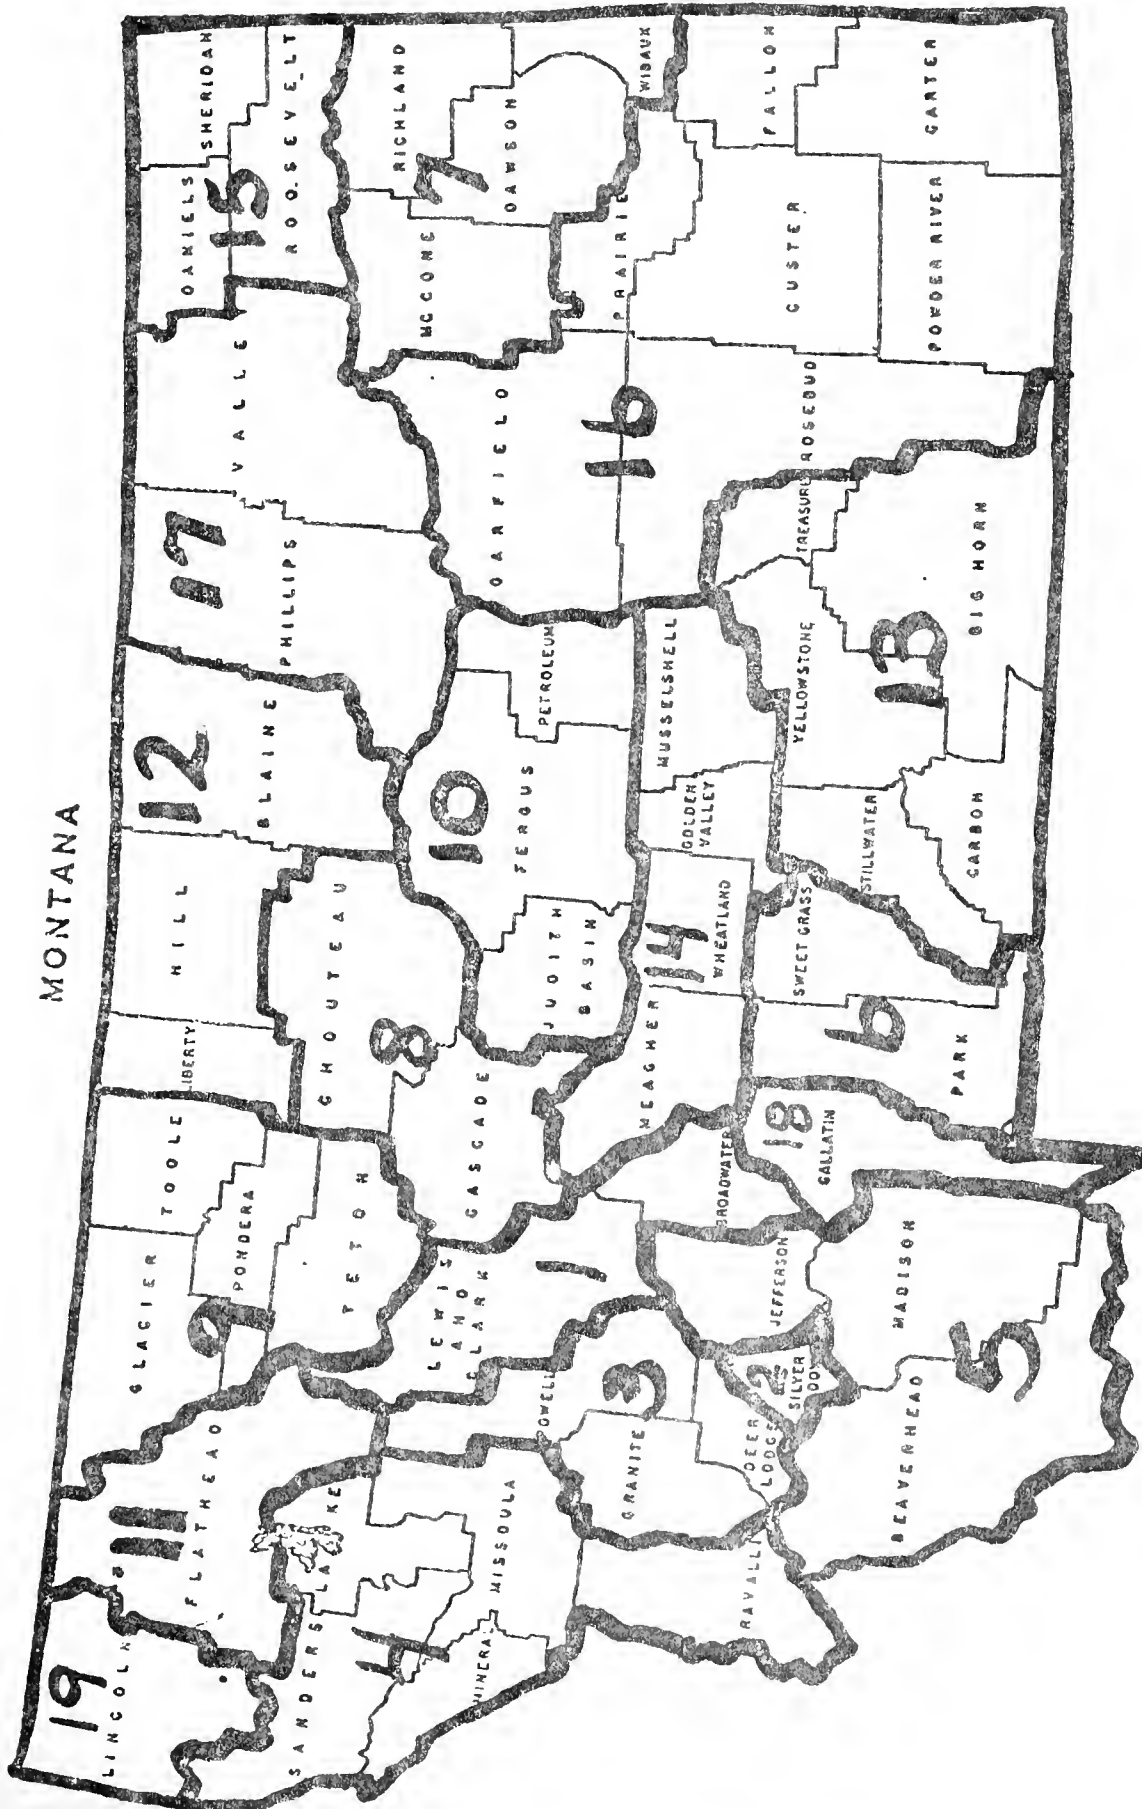 MONTANA
19
LINCOLN
11
FLATHEAD
GLACIER
TOOLE
LIBERTY
HILL
12
BLAINE
17
PHILLIPS
VALLE
DANIELS
SHERIDAN
15
ROOSEVELT
9
PONDERA
TETON
CHOUTEAU
8
CASCADE
SANDERS
LAKE
4
MINERAL
MISSOULA
OWELL
LEWIS
AND
CLARK
1
10
FERGUS
JUDITH
BASIN
PETROLEUM
GARFIELD
MCCONE
7
RICHLAND
DAWSON
WIBAUX
PRAIRIE
16
3
GRANITE
RAVALLI
DEER
LODGE
2
SILVER
BOW
JEFFERSON
BROADWATER
MEAGHER
14
WHEATLAND
GOLDEN
VALLEY
MUSSELSHELL
TREASURE
ROSEBUD
CUSTER
FALLON
BEAVERHEAD
5
MADISON
18
GALLATIN
6
PARK
SWEET GRASS
STILLWATER
CARBON
YELLOWSTONE
13
BIG HORN
POWDER RIVER
CARTER